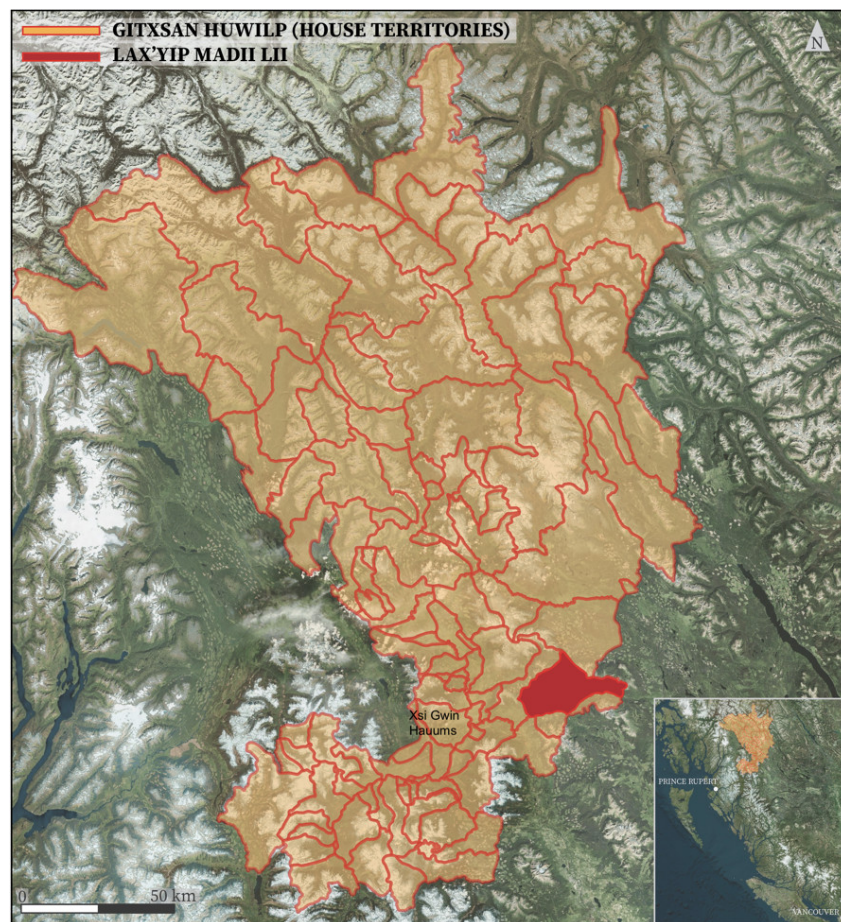 GITXSAN HUWILP (HOUSE TERRITORIES)
LAX'YIP MADII LII
N
Xsi Gwin
Hauums
PRINCE RUPERT
VANCOUVER
0
50 km